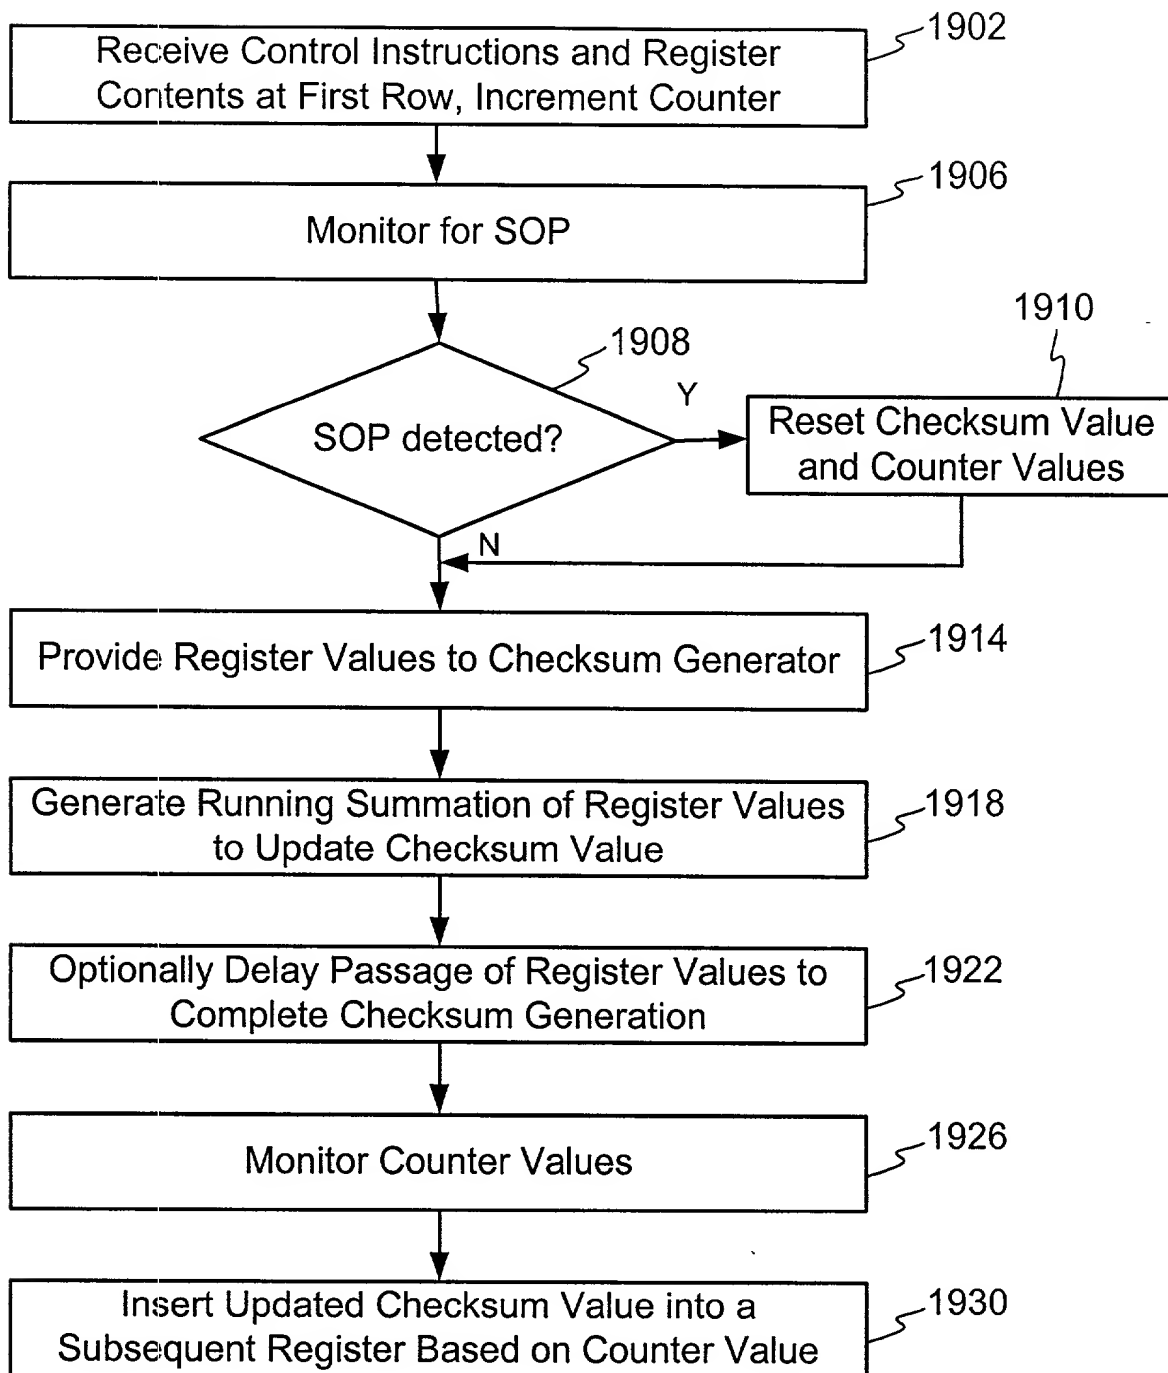 Receive Control Instructions and Register
Contents at First Row, Increment Counter
1902
Monitor for SOP
1906
SOP detected?
1908
Y
N
Reset Checksum Value
and Counter Values
1910
Provide Register Values to Checksum Generator
1914
Generate Running Summation of Register Values
to Update Checksum Value
1918
Optionally Delay Passage of Register Values to
Complete Checksum Generation
1922
Monitor Counter Values
1926
Insert Updated Checksum Value into a
Subsequent Register Based on Counter Value
1930